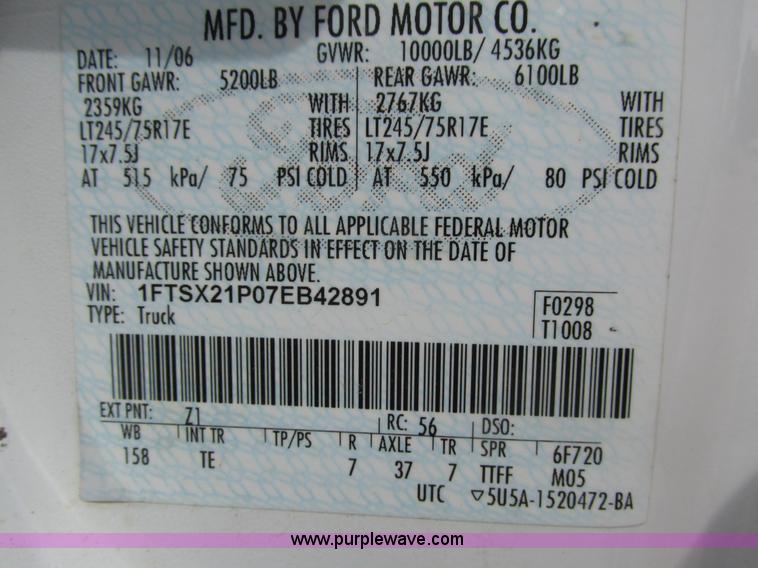 MFD. BY FORD MOTOR CO.
DATE: 11/06 GVWR: 10000LB/ 4536KG
FRONT GAWR: 5200LB REAR GAWR: 6100LB
2359KG WITH 2767KG WITH
LT245/75R17E TIRES LT245/75R17E TIRES
17x7.5J RIMS 17x7.5J RIMS
AT 515 kPa/ 75 PSI COLD AT 550 kPa/ 80 PSI COLD
THIS VEHICLE CONFORMS TO ALL APPLICABLE FEDERAL MOTOR
VEHICLE SAFETY STANDARDS IN EFFECT ON THE DATE OF
MANUFACTURE SHOWN ABOVE.
VIN: 1FTSX21P07EB42891 F0298
TYPE: Truck T1008
EXT PNT: Z1 RC: 56 DSO:
WB INT TR TP/PS R AXLE TR SPR 6F720
158 TE 7 37 7 TTFF M05
UTC ▽5U5A-1520472-BA
Ford
www.purplewave.com